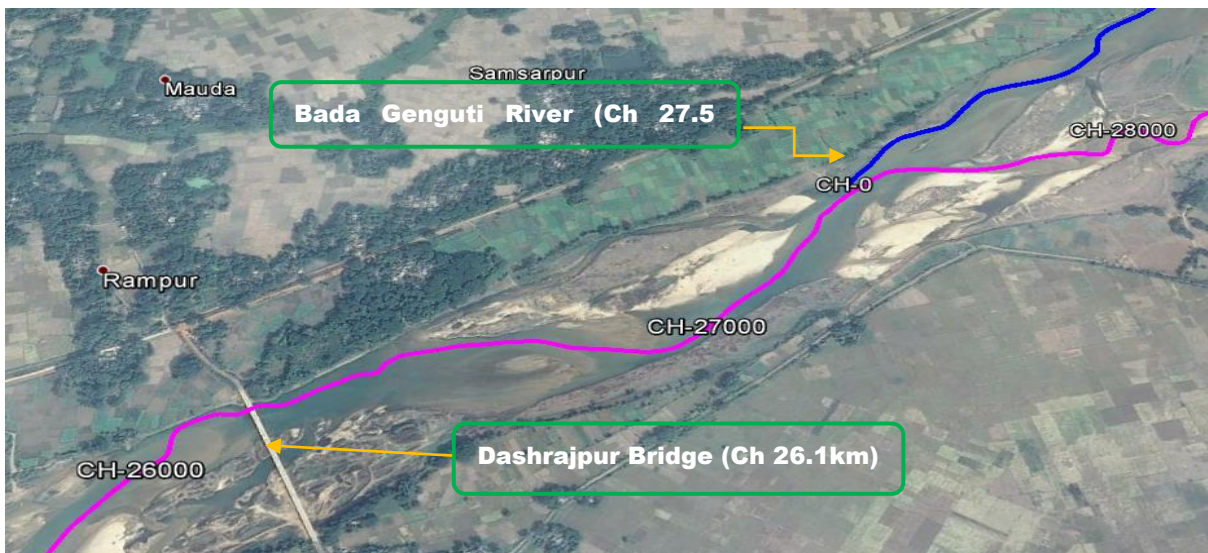 Mauda
Samsarpur
Bada Genguti River (Ch 27.5
CH-28000
CH-0
Rampur
CH-27000
Dashrajpur Bridge (Ch 26.1km)
CH-26000